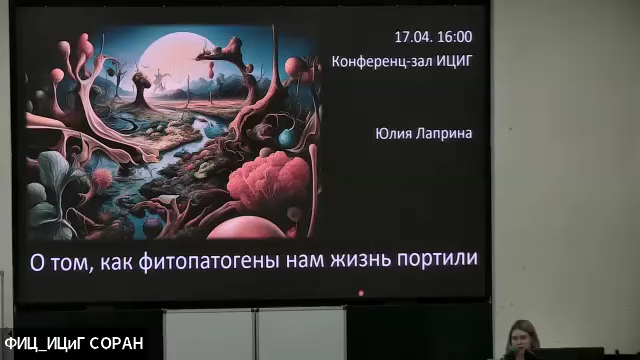 17.04. 16:00
Конференц-зал ИЦИГ
Юлия Лаприна
О том, как фитопатогены нам жизнь портили
ФИЦ_ИЦиГ СОРАН